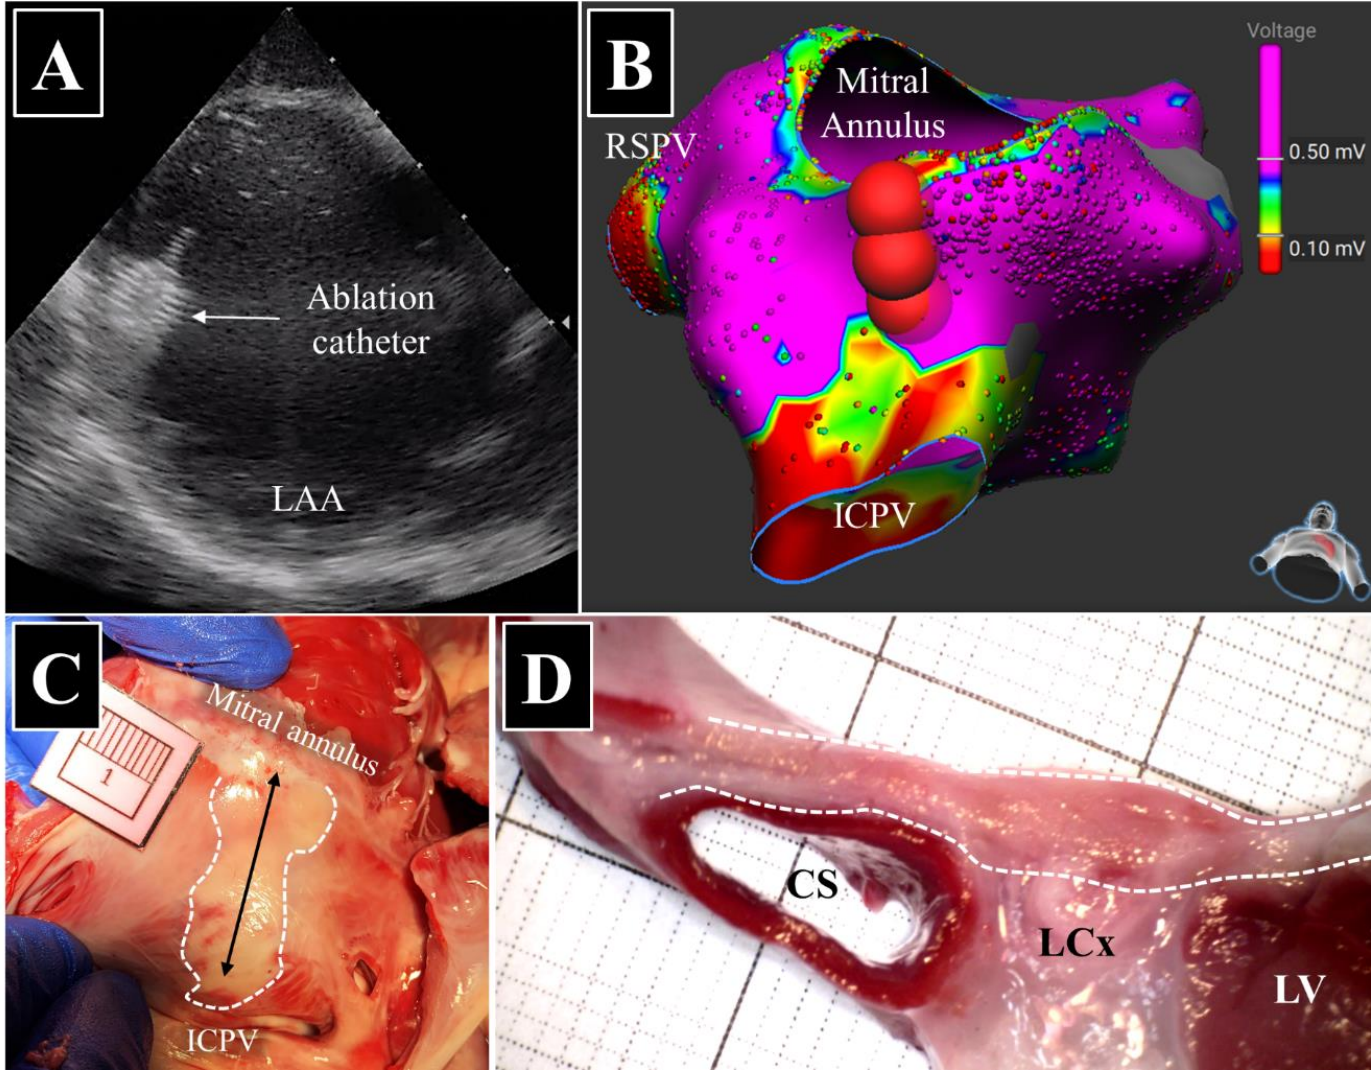 A
Ablation
catheter
LAA
B
RSPV
Mitral
Annulus
ICPV
Voltage
0.50 mV
0.10 mV
C
1
Mitral annulus
ICPV
D
CS
LCx
LV